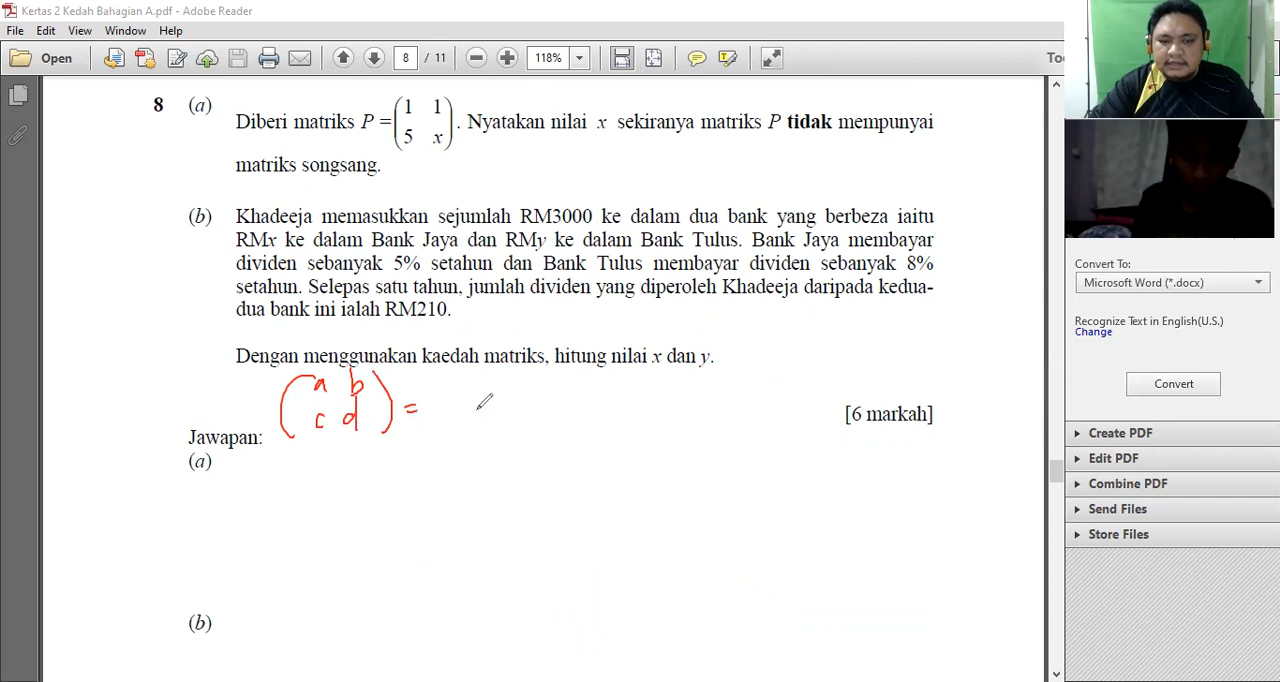 Kertas 2 Kedah Bahagian A.pdf - Adobe Reader
File Edit View Window Help
Open 8 / 11 118% To
8 (a) Diberi matriks P = (1 1
5 x). Nyatakan nilai x sekiranya matriks P tidak mempunyai
matriks songsang.
(b) Khadeeja memasukkan sejumlah RM3000 ke dalam dua bank yang berbeza iaitu
RMx ke dalam Bank Jaya dan RMy ke dalam Bank Tulus. Bank Jaya membayar
dividen sebanyak 5% setahun dan Bank Tulus membayar dividen sebanyak 8%
setahun. Selepas satu tahun, jumlah dividen yang diperoleh Khadeeja daripada kedua-
dua bank ini ialah RM210.
Dengan menggunakan kaedah matriks, hitung nilai x dan y.
(a b
c d) =
[6 markah]
Jawapan:
(a)
(b)
Convert To:
Microsoft Word (*.docx)
Recognize Text in English(U.S.)
Change
Convert
Create PDF
Edit PDF
Combine PDF
Send Files
Store Files